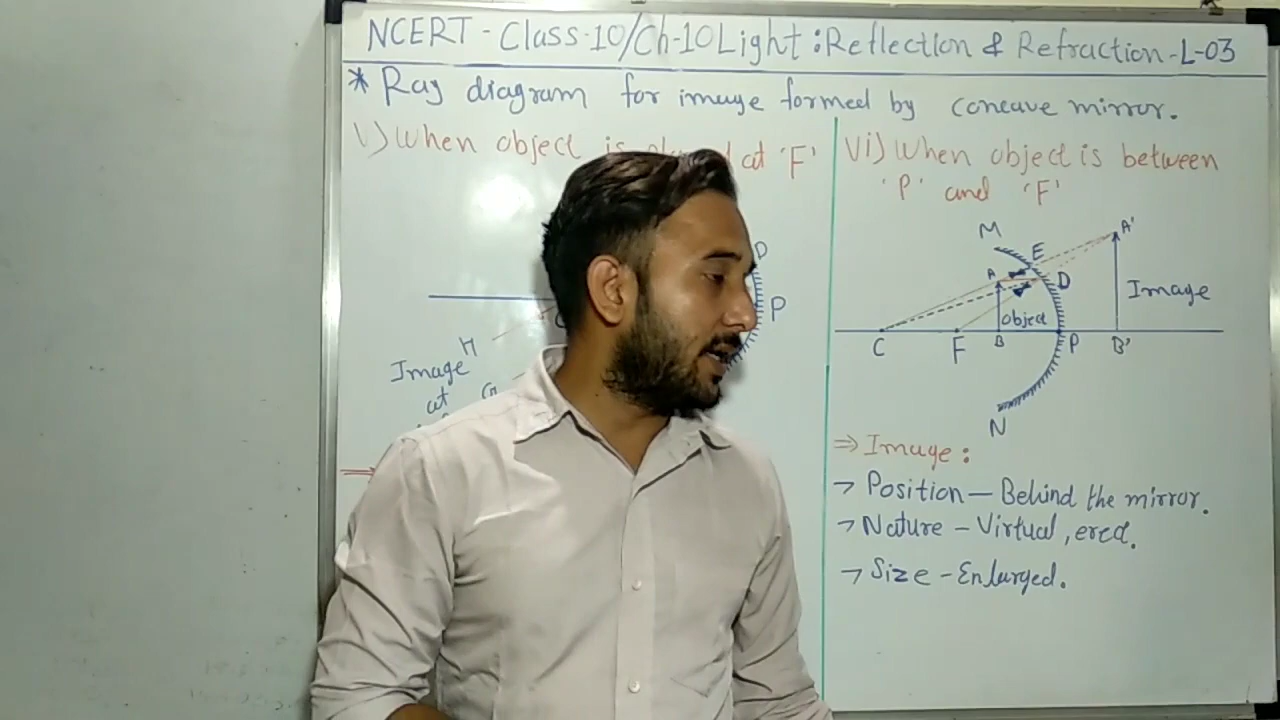 NCERT - Class-10/Ch-10 Light : Reflection & Refraction - L-03
* Ray diagram for image formed by conceave mirror.
V) When object is at 'F'
D
P
H
Image
at
G
Vi) When object is between
'P' and 'F'
M
E
A'
A
D
Image
object
C
F
B
P
B'
N
⇒ Image :
→ Position — Behind the mirror.
→ Nature - Virtual, erect.
→ Size - Enlarged.